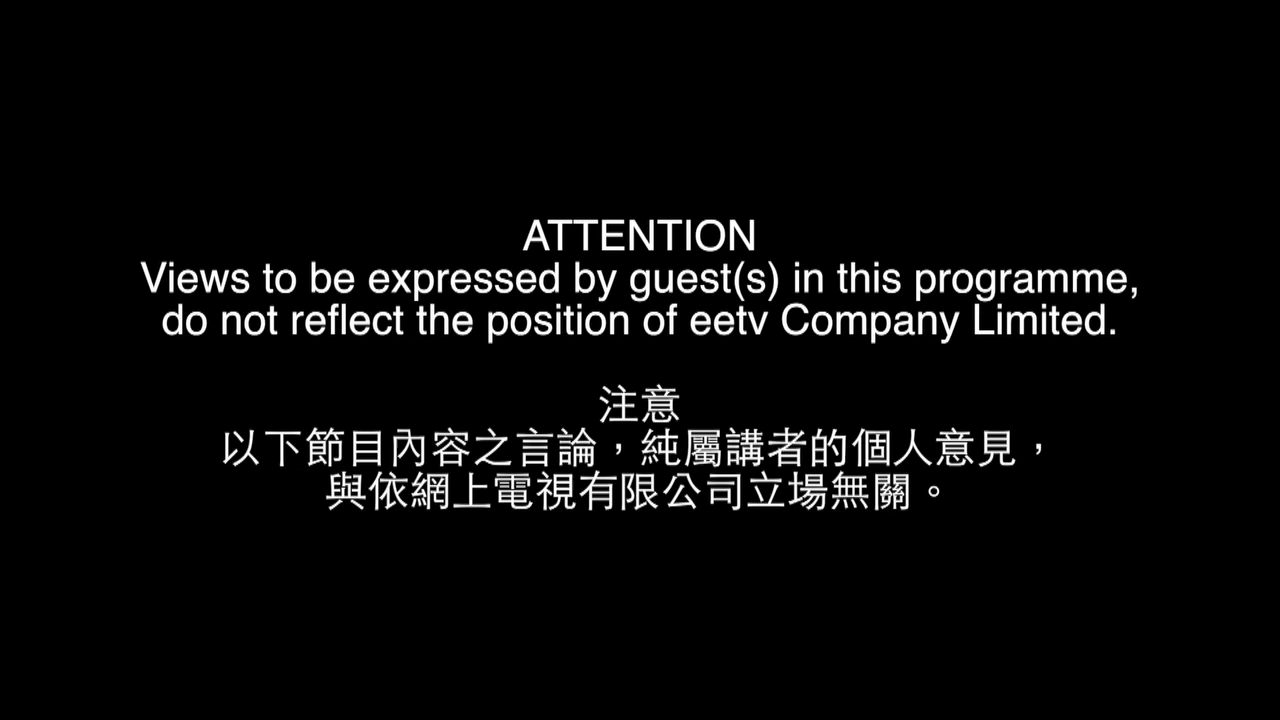 ATTENTION
Views to be expressed by guest(s) in this programme,
do not reflect the position of eetv Company Limited.
注意
以下節目內容之言論，純屬講者的個人意見，
與依網上電視有限公司立場無關。